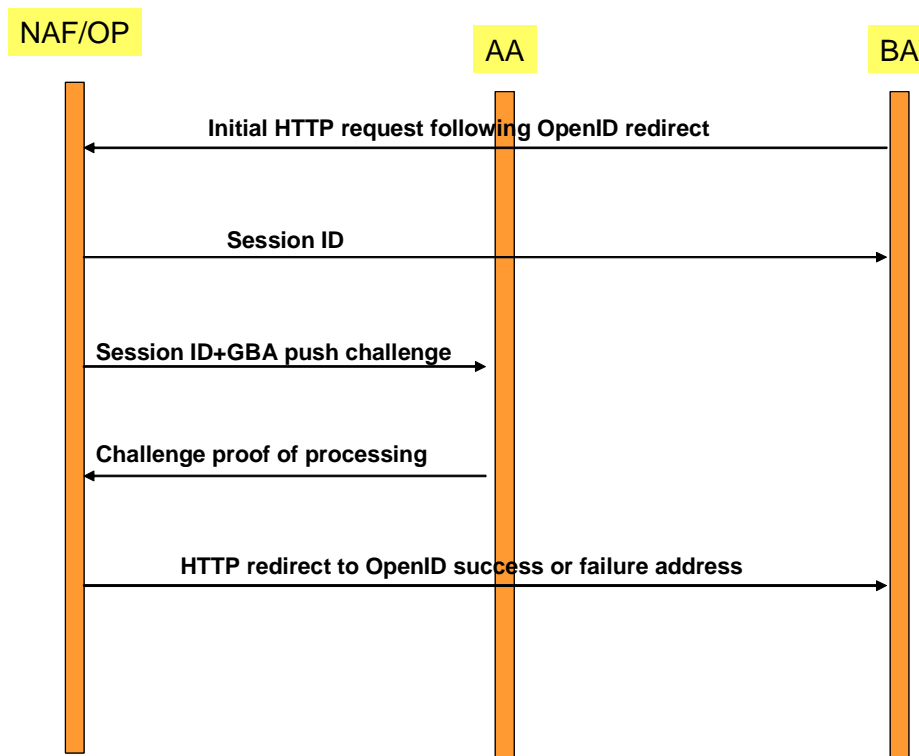 NAF/OP
AA
BA
Initial HTTP request following OpenID redirect
Session ID
Session ID+GBA push challenge
Challenge proof of processing
HTTP redirect to OpenID success or failure address